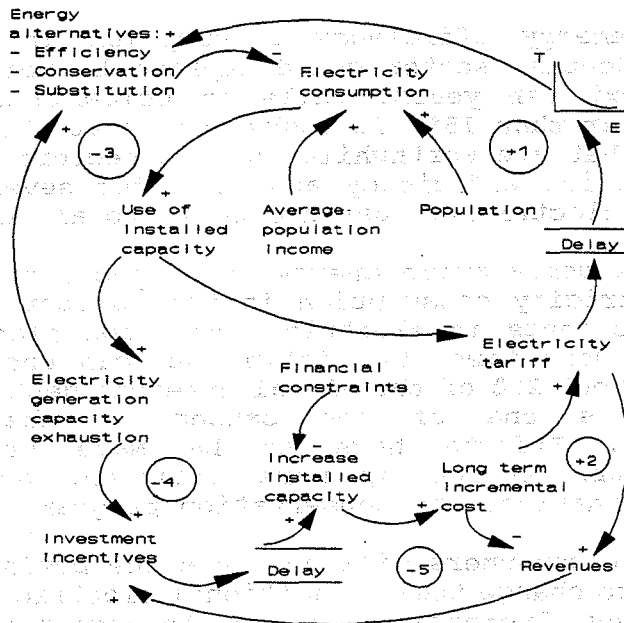 Energy
alternatives:+
- Efficiency
- Conservation
- Substitution
-
Electricity
consumption
T
E
+
-3
+
+
+1
+
Use of
installed
capacity
Average
population
income
Population
Delay
-
Electricity
tariff
+
Financial
constraints
+
Electricity
generation
capacity
exhaustion
-
Increase
installed
capacity
Long term
incremental
cost
+2
-4
+
+
+
Investment
incentives
Delay
-5
-
+
Revenues
+